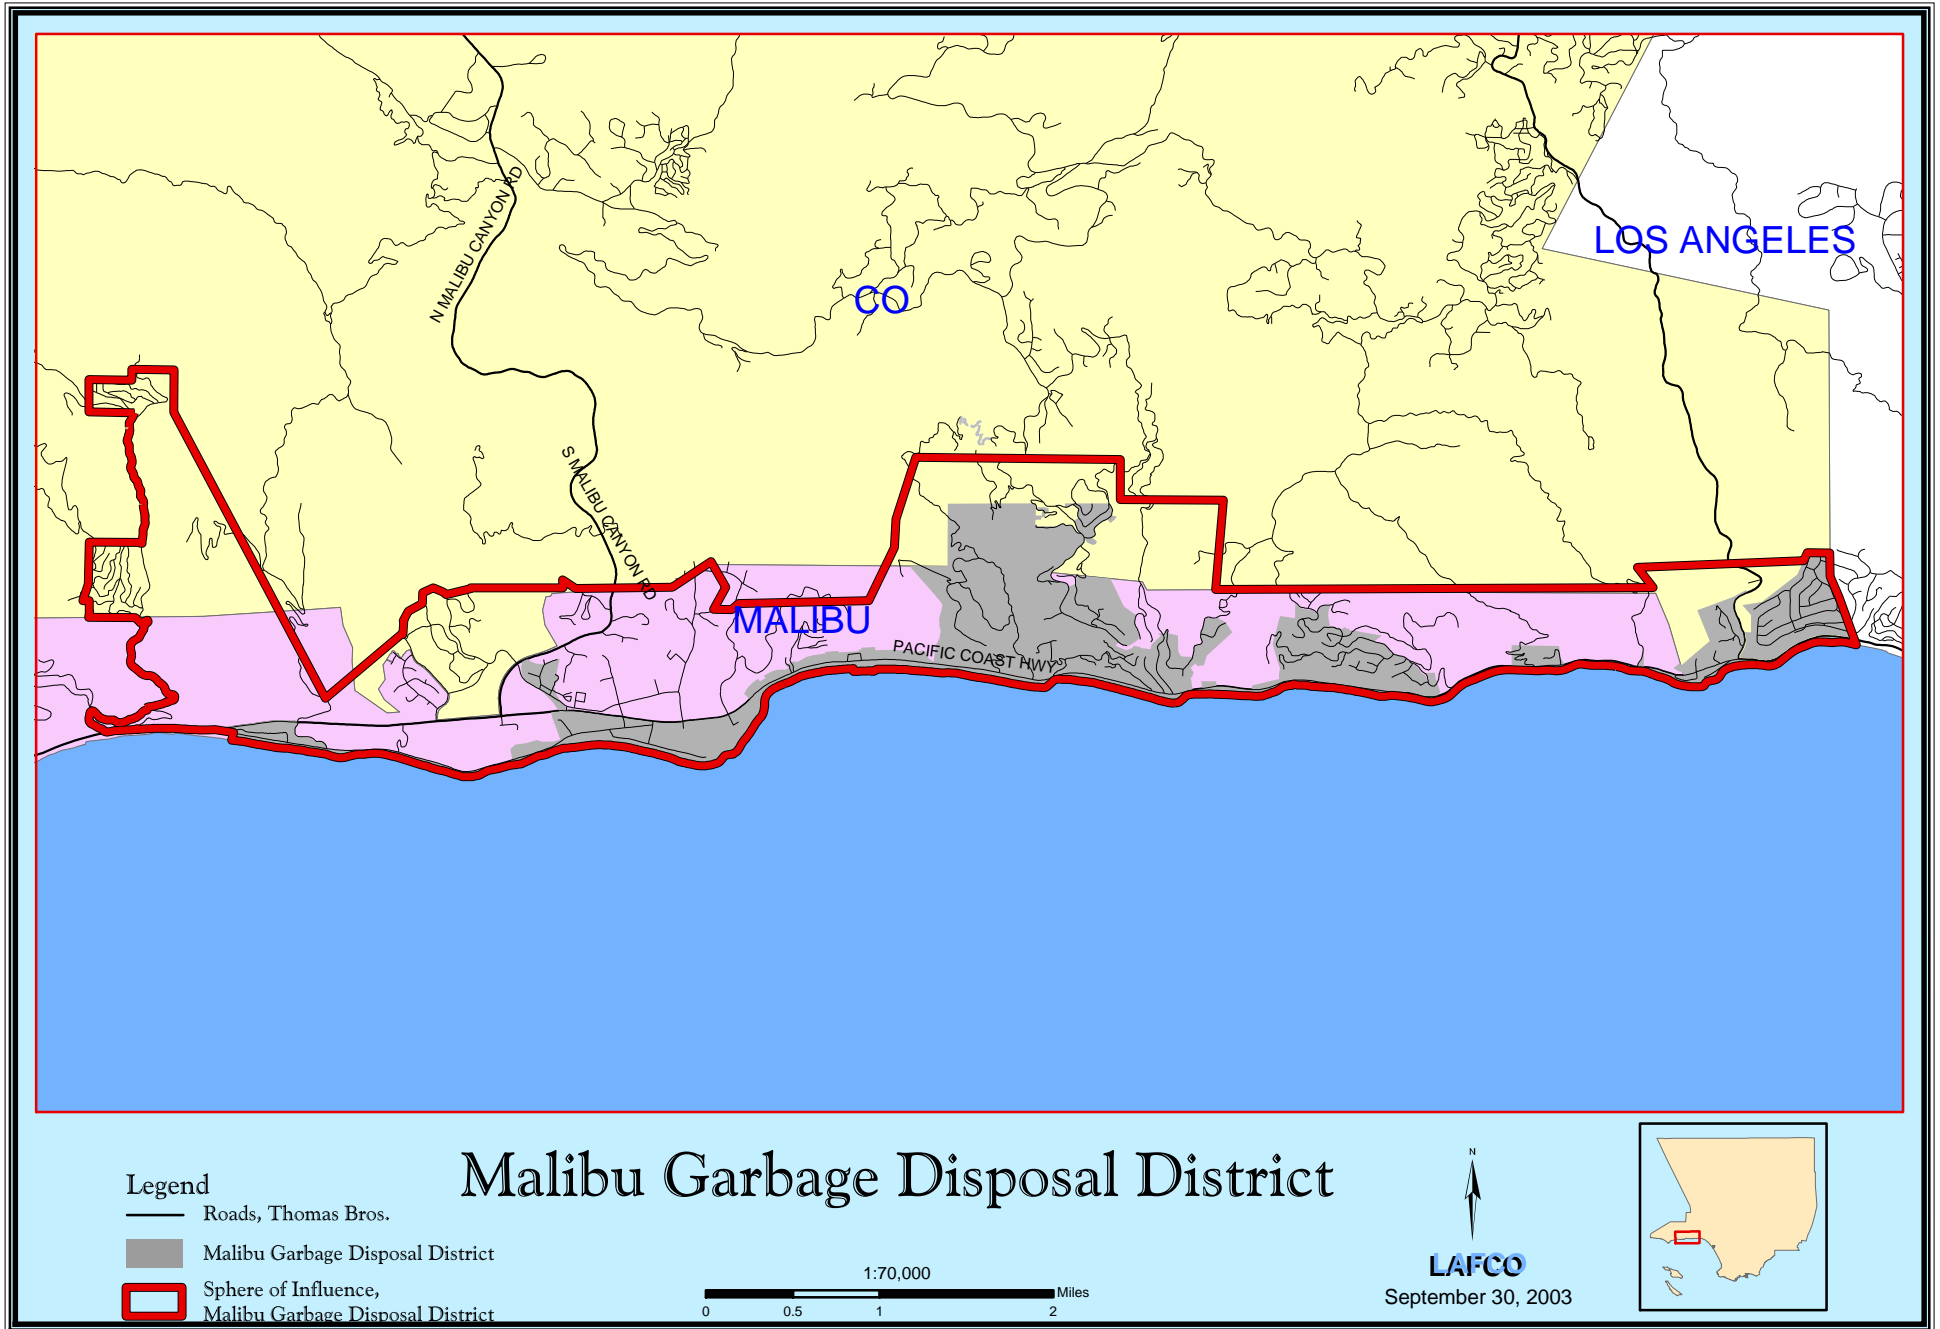 LOS ANGELES
N MALIBU CANYON RD
CO
S MALIBU CANYON RD
MALIBU
PACIFIC COAST HWY
Malibu Garbage Disposal District
Legend
Roads, Thomas Bros.
Malibu Garbage Disposal District
Sphere of Influence,
Malibu Garbage Disposal District
1:70,000
Miles
0 0.5 1 2
N
LAFCO
September 30, 2003